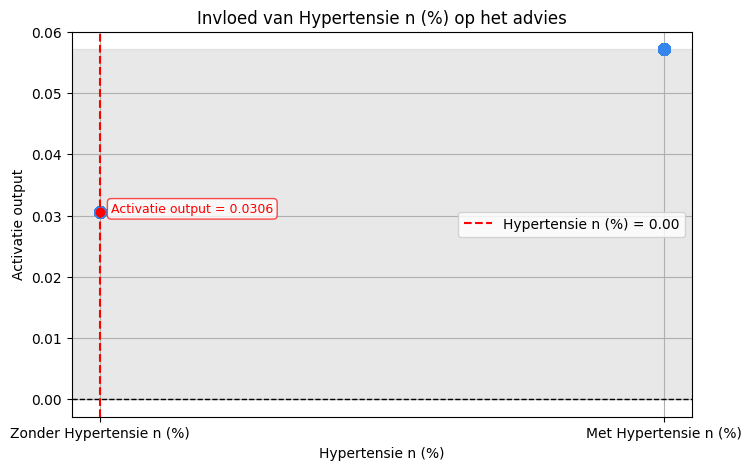 Invloed van Hypertensie n (%) op het advies
0.06
0.05
0.04
0.03
0.02
0.01
0.00
Activatie output
Activatie output = 0.0306
Hypertensie n (%) = 0.00
Zonder Hypertensie n (%)
Met Hypertensie n (%)
Hypertensie n (%)